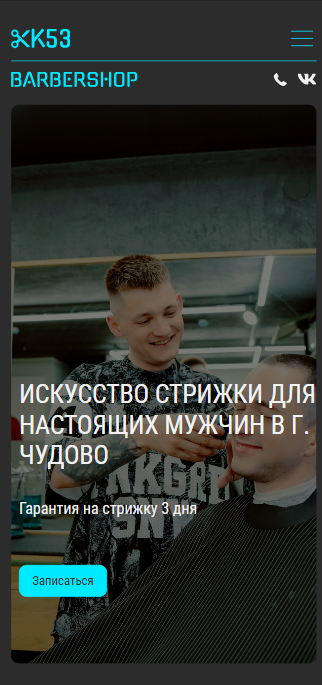 K53
BARBERSHOP
ИСКУССТВО СТРИЖКИ ДЛЯ
НАСТОЯЩИХ МУЖЧИН В Г.
ЧУДОВО
Гарантия на стрижку 3 дня
Записаться